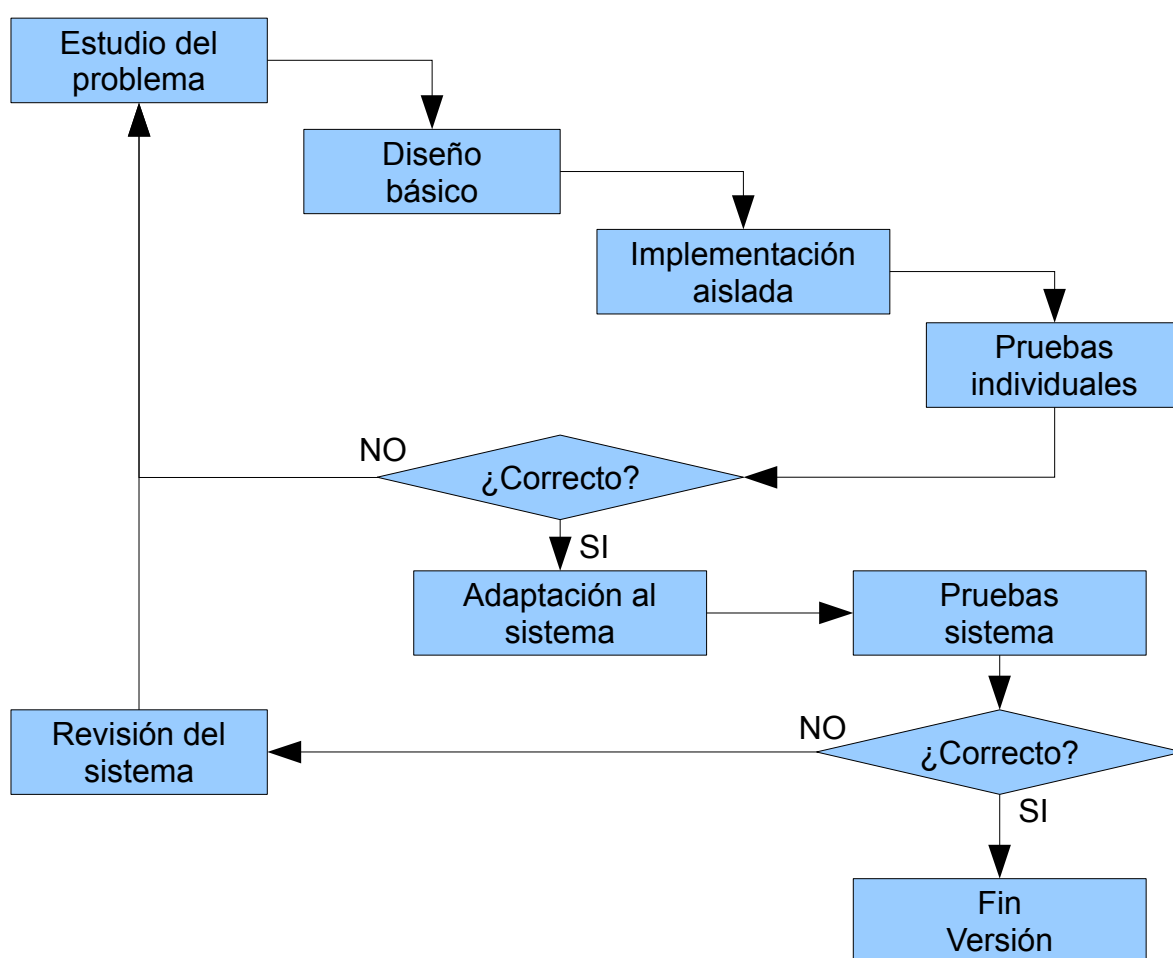 Estudio del
problema
Diseño
básico
Implementación
aislada
Pruebas
individuales
NO
¿Correcto?
SI
Adaptación al
sistema
Pruebas
sistema
Revisión del
sistema
NO
¿Correcto?
SI
Fin
Versión